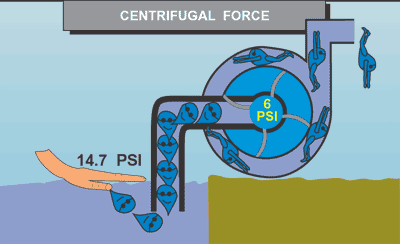 CENTRIFUGAL FORCE
6
PSI
14.7 PSI